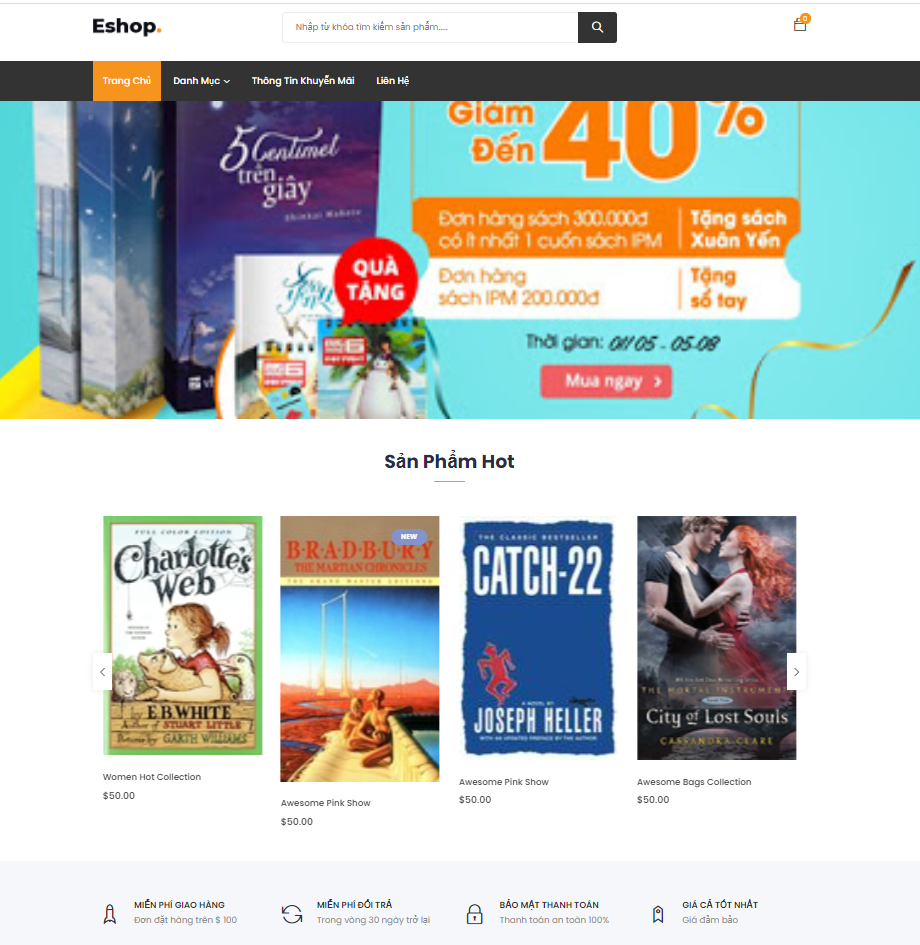 Eshop.
Nhập từ khóa tìm kiếm sản phẩm.....
0
Trang Chủ
Danh Mục
Thông Tin Khuyến Mãi
Liên Hệ
Giảm
Đến
40%
5 Centimet
trên
giây
Shinkai Makoto
QUÀ
TẶNG
Đơn hàng sách 300.000đ
có ít nhất 1 cuốn sách IPM
Tặng sách
Xuân Yến
Đơn hàng
sách IPM 200.000đ
Tặng
sổ tay
Thời gian: 01/05 - 05-08
Mua ngay
Sản Phẩm Hot
FULL COLOR EDITION
Charlotte's
Web
by E.B. WHITE
Author of STUART LITTLE
Pictures by GARTH WILLIAMS
Women Hot Collection
$50.00
NEW
B·R·A·D·B·U·R·Y
THE MARTIAN CHRONICLES
THE GRAND MASTER EDITIONS
Awesome Pink Show
$50.00
THE CLASSIC BESTSELLER
CATCH-22
A NOVEL BY
JOSEPH HELLER
WITH AN UPDATED PREFACE BY THE AUTHOR
Awesome Pink Show
$50.00
THE MORTAL INSTRUMENTS
City of Lost Souls
CASSANDRA CLARE
Awesome Bags Collection
$50.00
MIỄN PHÍ GIAO HÀNG
Đơn đặt hàng trên $ 100
MIỄN PHÍ ĐỔI TRẢ
Trong vòng 30 ngày trở lại
BẢO MẬT THANH TOÁN
Thanh toán an toàn 100%
GIÁ CẢ TỐT NHẤT
Giá đảm bảo